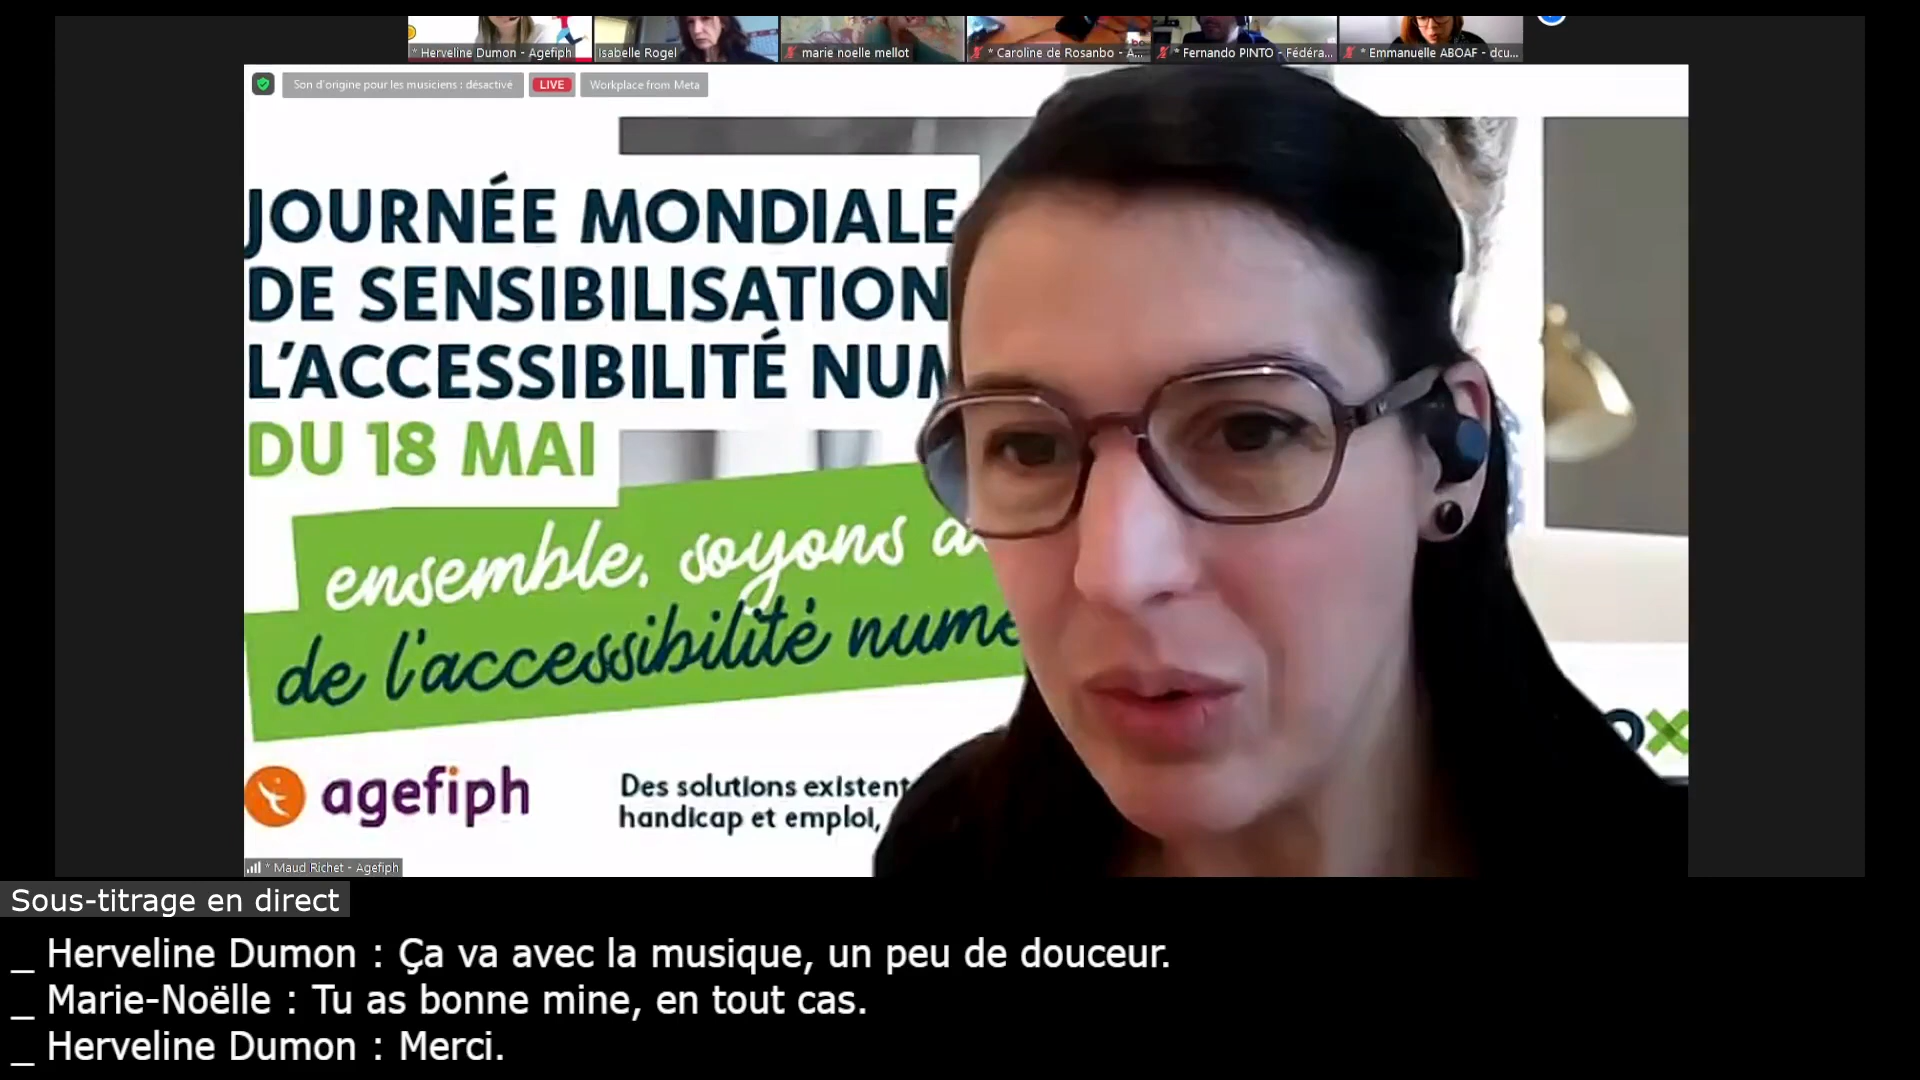 * Herveline Dumon - Agefiph
Isabelle Rogel
marie noelle mellot
* Caroline de Rosanbo - A...
* Fernando PINTO - Fédéra...
* Emmanuelle ABOAF - dcu...
Son d'origine pour les musiciens : désactivé
LIVE
Workplace from Meta
JOURNÉE MONDIALE
DE SENSIBILISATION
L'ACCESSIBILITÉ NUM
DU 18 MAI
ensemble, soyons a
de l'accessibilité numé
agefiph
Des solutions existent
handicap et emploi,
* Maud Richet - Agefiph
Sous-titrage en direct
_ Herveline Dumon : Ça va avec la musique, un peu de douceur.
_ Marie-Noëlle : Tu as bonne mine, en tout cas.
_ Herveline Dumon : Merci.